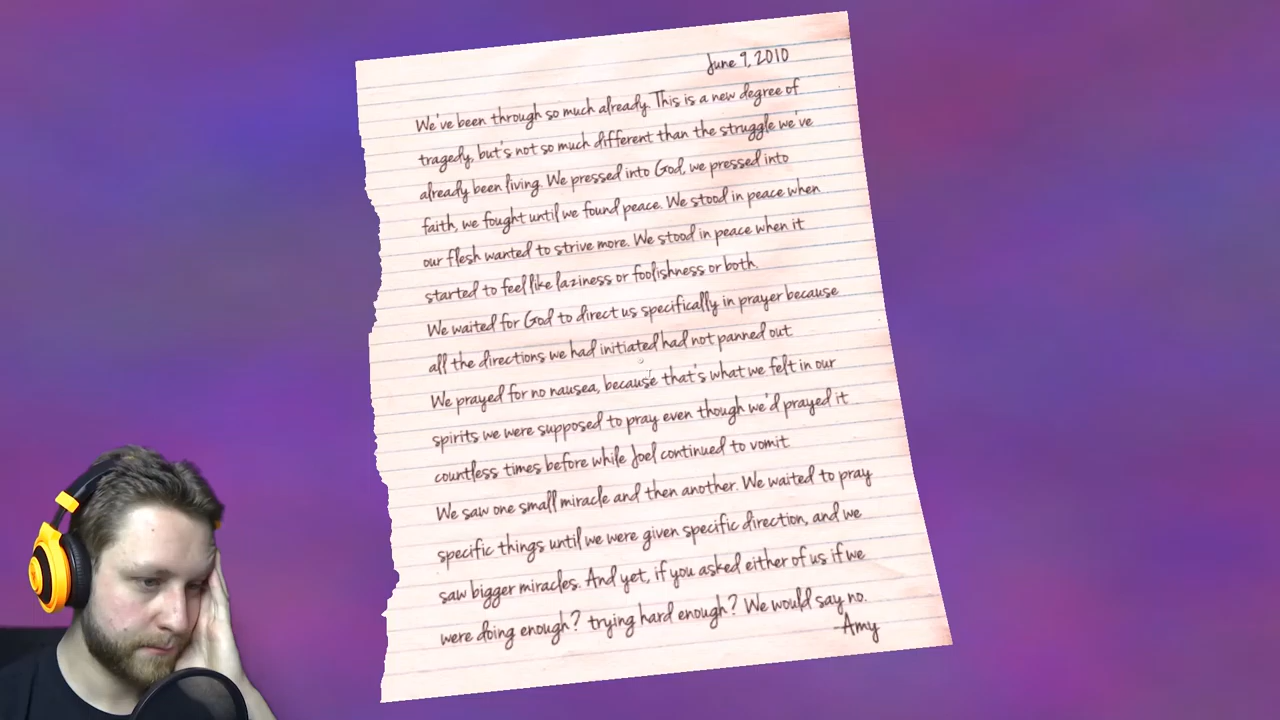 June 9, 2010
We've been through so much already. This is a new degree of
tragedy, but's not so much different than the struggle we've
already been living. We pressed into God, we pressed into
faith, we fought until we found peace. We stood in peace when
our flesh wanted to strive more. We stood in peace when it
started to feel like laziness or foolishness or both.
We waited for God to direct us specifically in prayer because
all the directions we had initiated had not panned out
We prayed for no nausea, because that's what we felt in our
spirits we were supposed to pray even though we'd prayed it
countless times before while Joel continued to vomit
We saw one small miracle and then another. We waited to pray
specific things until we were given specific direction, and we
saw bigger miracles. And yet, if you asked either of us if we
were doing enough? trying hard enough? We would say no.
-Amy